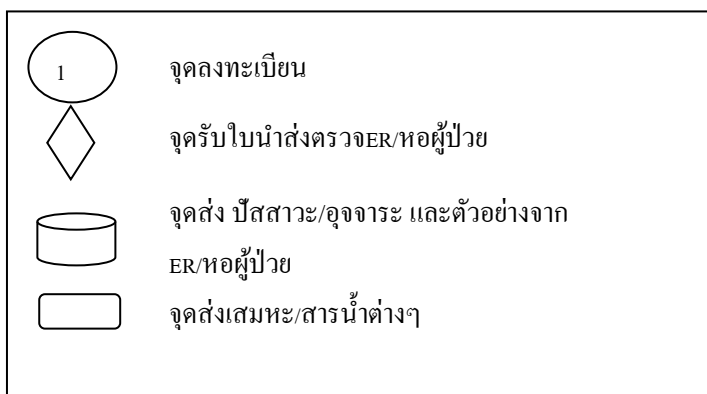 1 จุดลงทะเบียน
จุดรับใบนำส่งตรวจER/หอผู้ป่วย
จุดส่ง ปัสสาวะ/อุจจาระ และตัวอย่างจาก
ER/หอผู้ป่วย
จุดส่งเสมหะ/สารน้ำต่างๆ